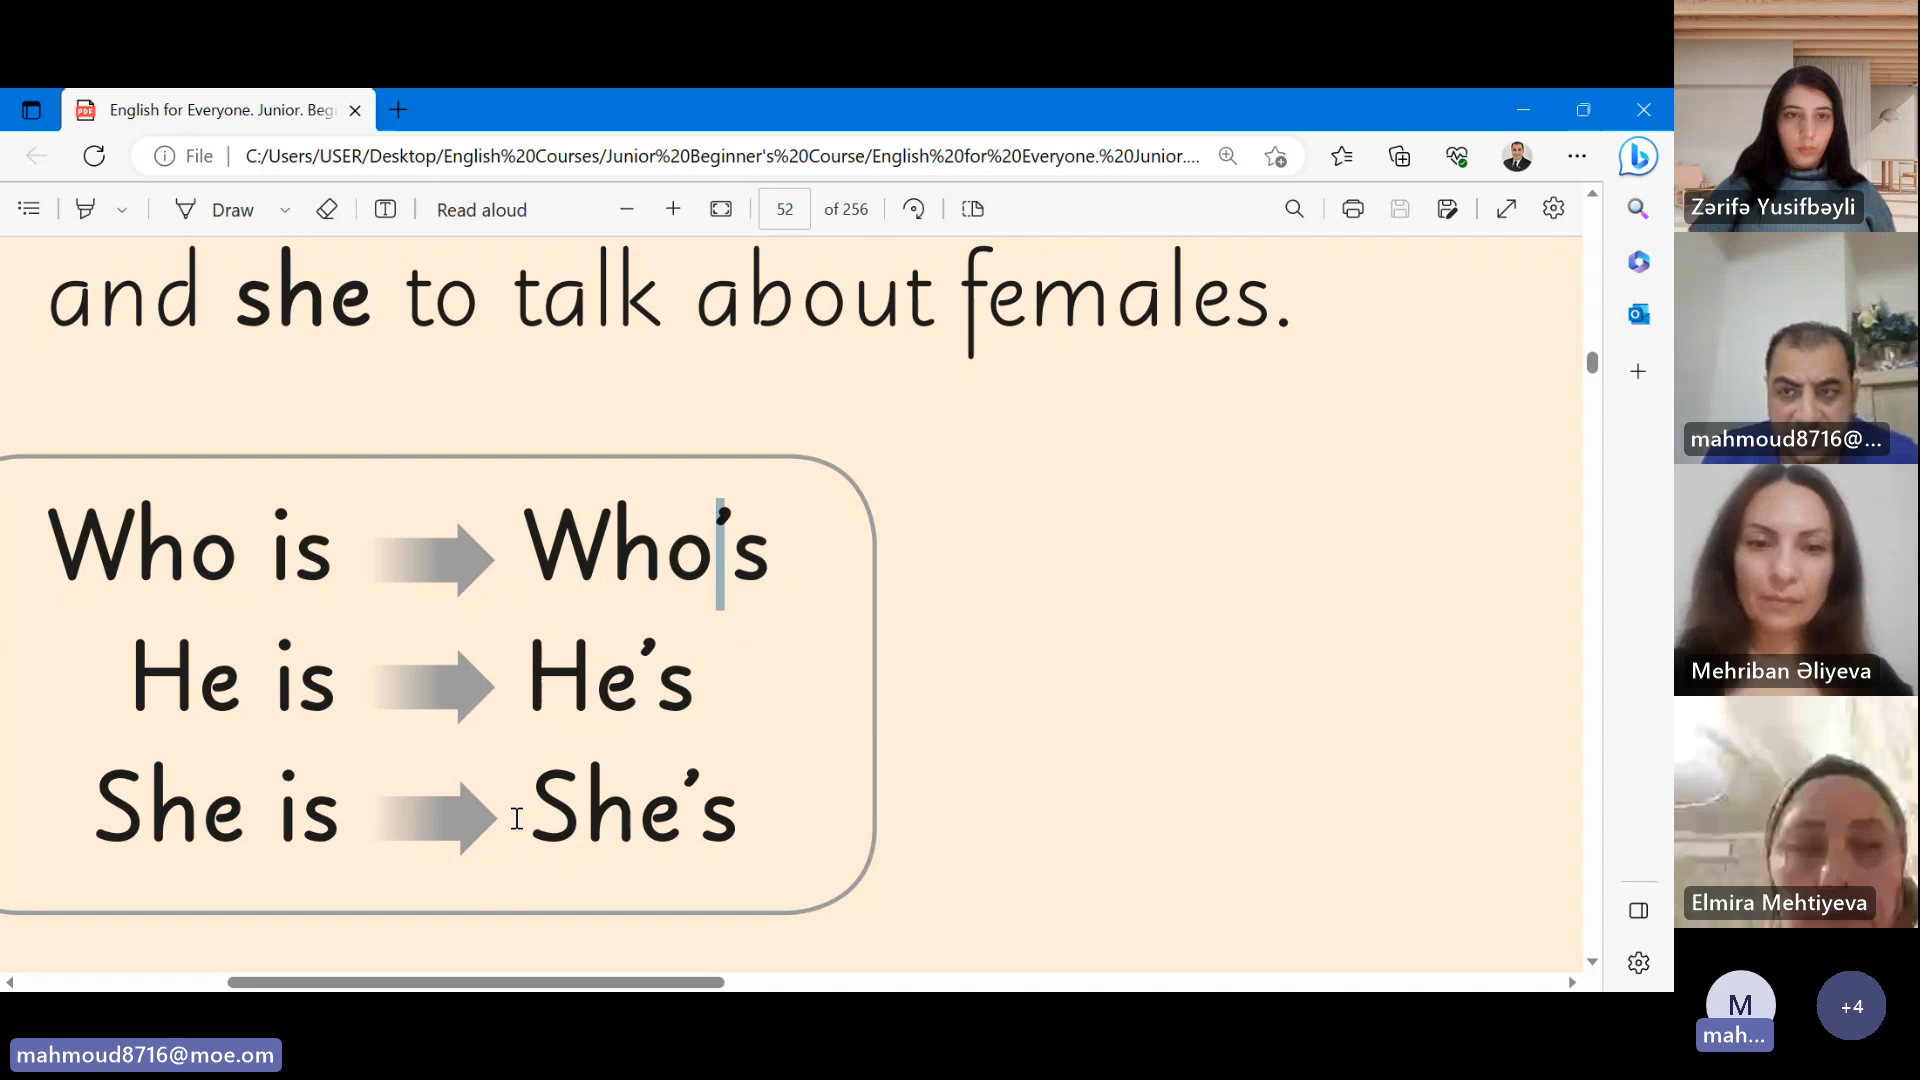 English for Everyone. Junior. Beg
File
C:/Users/USER/Desktop/English%20Courses/Junior%20Beginner's%20Course/English%20for%20Everyone.%20Junior....
Draw
Read aloud
52
of 256
and she to talk about females.
Who is
Who’s
He is
He’s
She is
She’s
Zərifə Yusifbəyli
mahmoud8716@...
Mehriban Əliyeva
Elmira Mehtiyeva
M
mah...
+4
mahmoud8716@moe.om